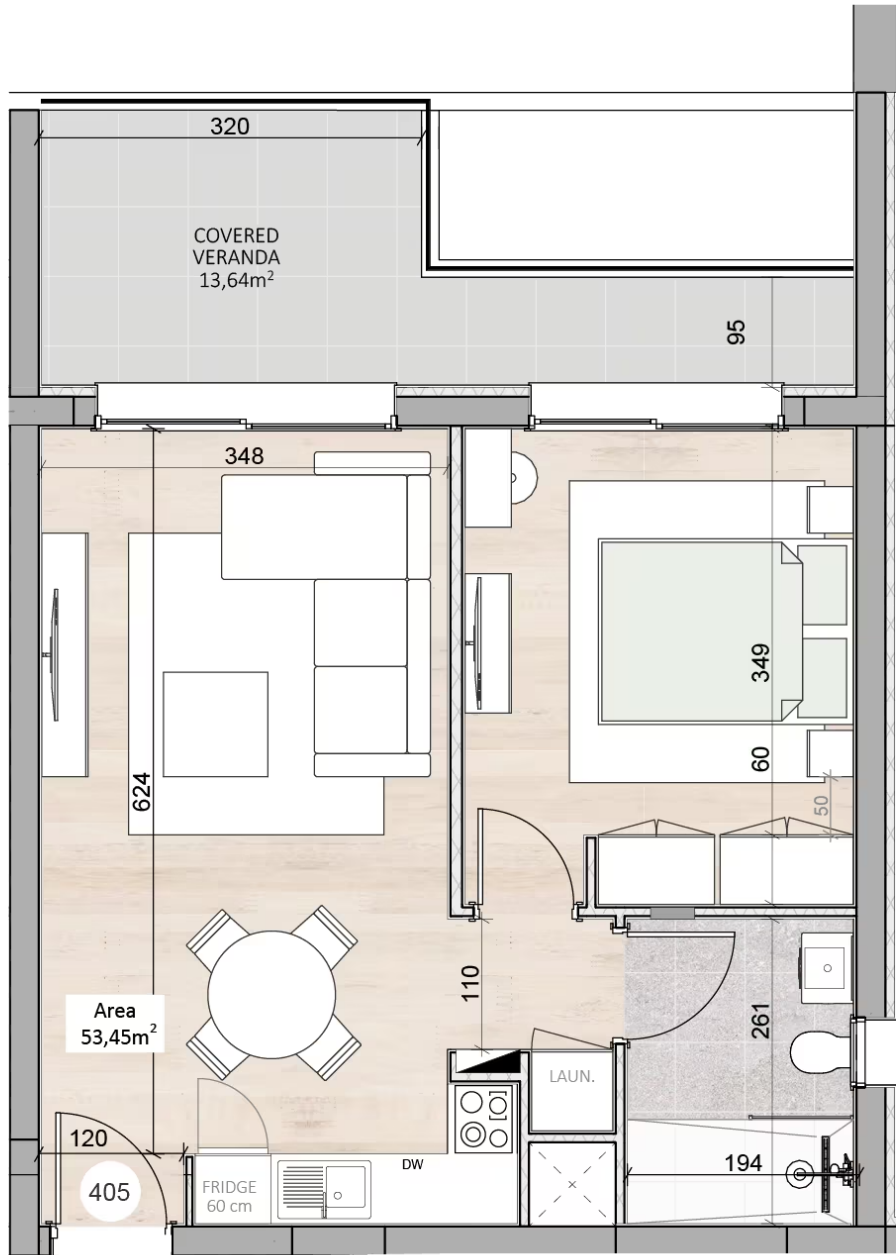 320
COVERED
VERANDA
13,64m²
95
348
349
624
60
50
110
Area
53,45m²
261
LAUN.
120
DW
194
405
FRIDGE
60 cm